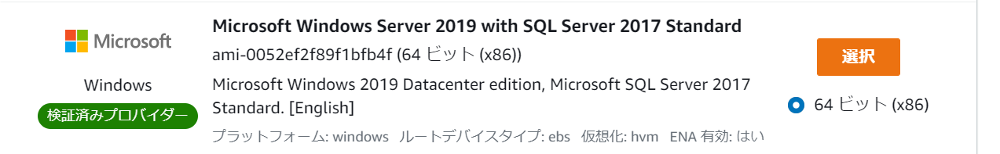 Microsoft
Windows
検証済みプロバイダー
Microsoft Windows Server 2019 with SQL Server 2017 Standard
ami-0052ef2f89f1bfb4f (64 ビット (x86))
Microsoft Windows 2019 Datacenter edition, Microsoft SQL Server 2017
Standard. [English]
プラットフォーム: windows ルートデバイスタイプ: ebs 仮想化: hvm ENA 有効: はい
選択
64 ビット (x86)